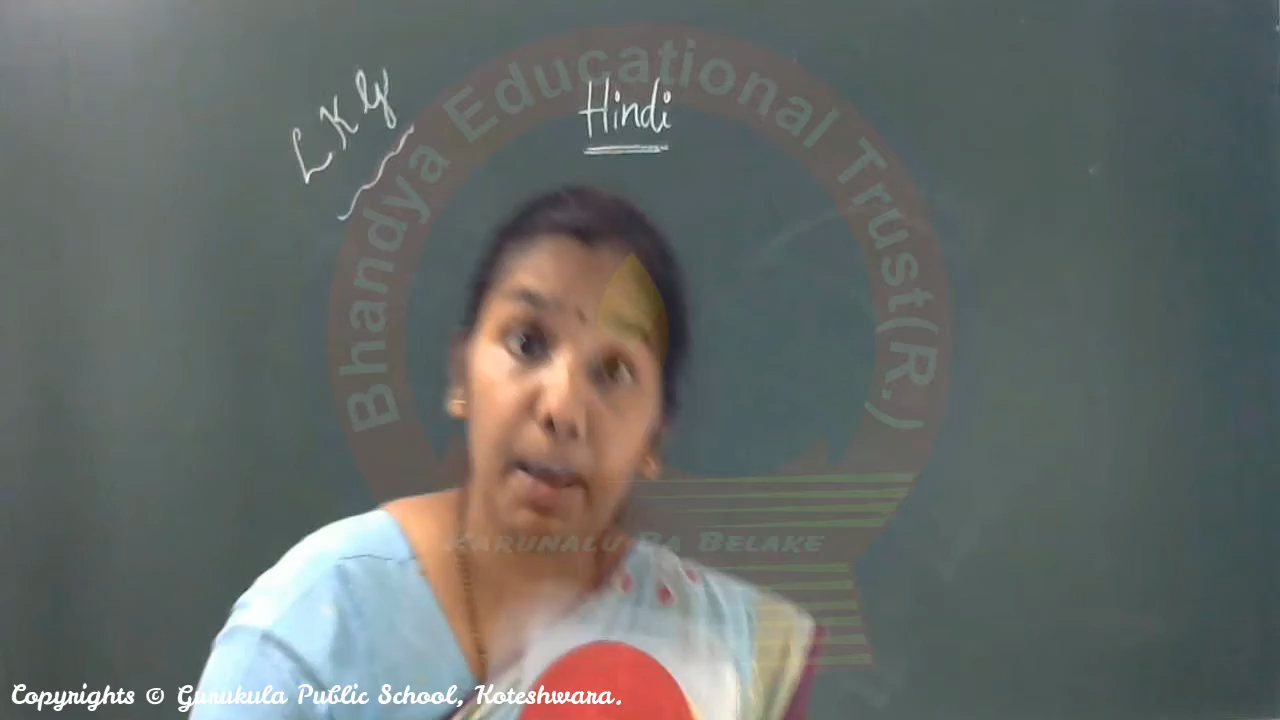 LKG
Hindi
Bhandya Educational Trust(R.)
KARUNALU BA BELAKE
Copyrights © Gurukula Public School, Koteshwara.